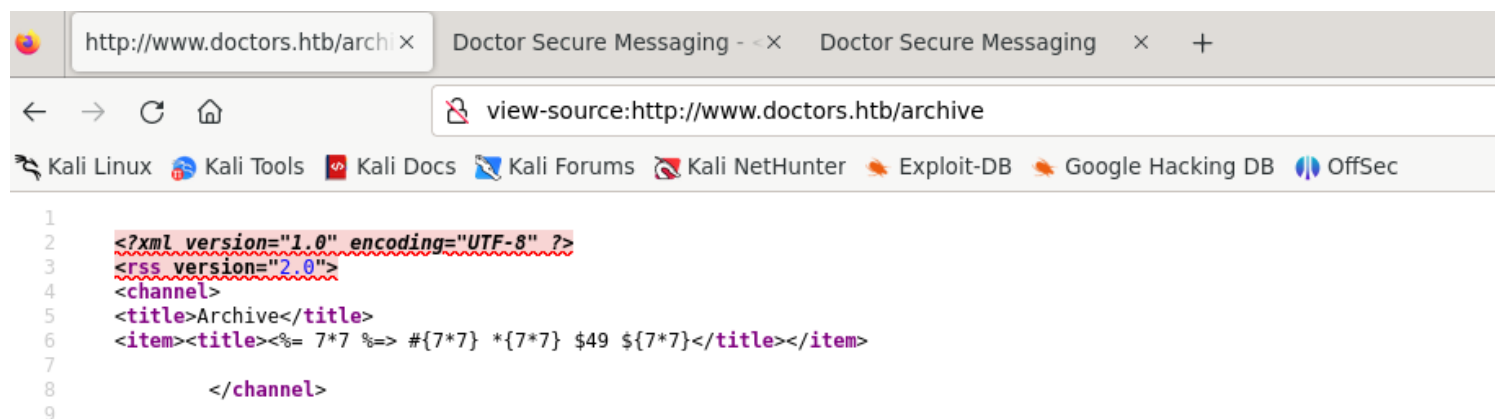 http://www.doctors.htb/archi Doctor Secure Messaging - < Doctor Secure Messaging
view-source:http://www.doctors.htb/archive
Kali Linux Kali Tools Kali Docs Kali Forums Kali NetHunter Exploit-DB Google Hacking DB OffSec
1
2 <?xml version="1.0" encoding="UTF-8" ?>
3 <rss version="2.0">
4 <channel>
5 <title>Archive</title>
6 <item><title><%= 7*7 %=> #{7*7} *{7*7} $49 ${7*7}</title></item>
7
8 </channel>
9